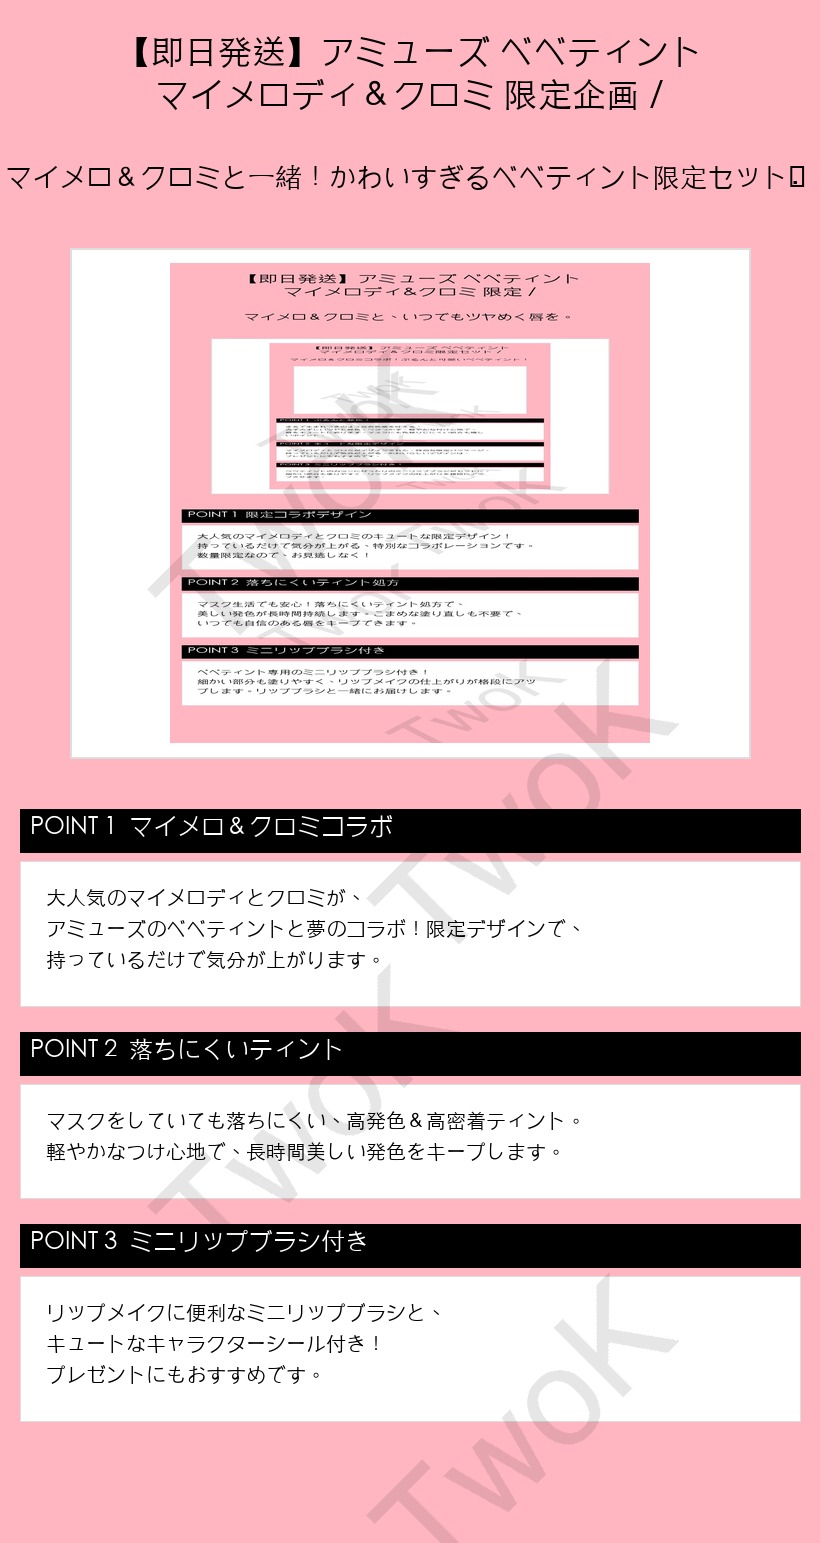 【即日発送】アミューズ ベベティント
マイメロディ＆クロミ 限定企画 /
マイメロ＆クロミと一緒！かわいすぎるベベティント限定セット
【即日発送】アミューズ ベベティント
マイメロディ&クロミ 限定 /
マイメロ＆クロミと、いつでもツヤめく唇を。
【即日発送】アミューズ ベベティント
マイメロディ&クロミ限定セット /
POINT 1 限定コラボデザイン
大人気のマイメロディとクロミのキュートな限定デザイン！
持っているだけで気分が上がる、特別なコラボレーションです。
数量限定なので、お見逃しなく！
POINT 2 落ちにくいティント処方
マスク生活でも安心！落ちにくいティント処方で、
美しい発色が長時間持続します。こまめな塗り直しも不要で、
いつでも自信のある唇をキープできます。
POINT 3 ミニリップブラシ付き
ベベティント専用のミニリップブラシ付き！
細かい部分も塗りやすく、リップメイクの仕上がりが格段にアッ
プします。リップブラシと一緒にお届けします。
POINT 1 マイメロ＆クロミコラボ
大人気のマイメロディとクロミが、
アミューズのベベティントと夢のコラボ！限定デザインで、
持っているだけで気分が上がります。
POINT 2 落ちにくいティント
マスクをしていても落ちにくい、高発色＆高密着ティント。
軽やかなつけ心地で、長時間美しい発色をキープします。
POINT 3 ミニリップブラシ付き
リップメイクに便利なミニリップブラシと、
キュートなキャラクターシール付き！
プレゼントにもおすすめです。
TwoK
TwoK
TwoK
TwoK
TwoK